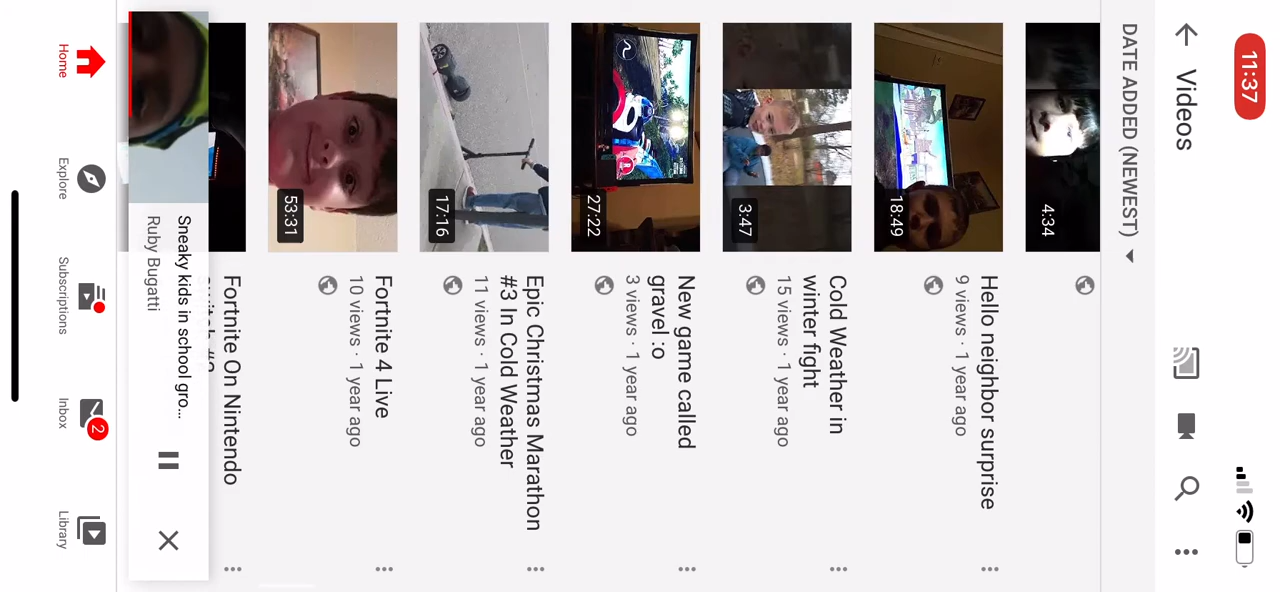 11:37
Videos
DATE ADDED (NEWEST)
4:34
18:49
Hello neighbor surprise
9 views · 1 year ago
3:47
Cold Weather in
winter fight
15 views · 1 year ago
27:22
New game called
gravel :o
3 views · 1 year ago
17:16
Epic Christmas Marathon
#3 In Cold Weather
11 views · 1 year ago
53:31
Fortnite 4 Live
10 views · 1 year ago
Fortnite On Nintendo
Sneaky kids in school gro...
Ruby Bugatti
Home
Explore
Subscriptions
Inbox
2
Library